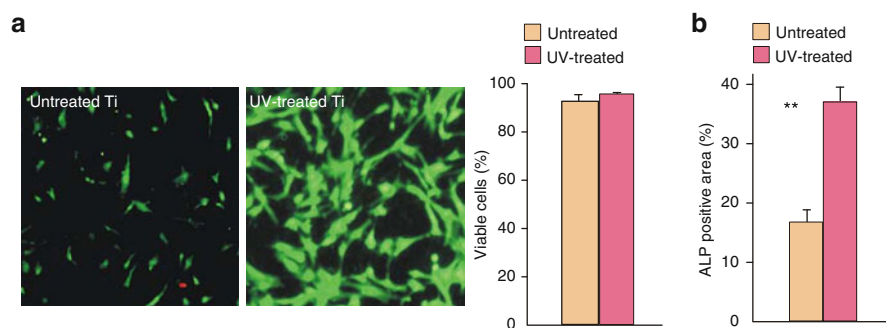 a
Untreated Ti
UV-treated Ti
Untreated
UV-treated
Viable cells (%)
100
80
60
40
20
0
b
Untreated
UV-treated
ALP positive area (%)
40
30
20
10
0
**